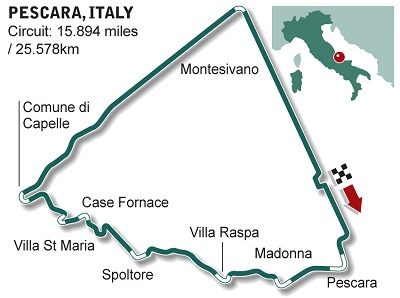 PESCARA, ITALY
Circuit: 15.894 miles
/ 25.578km
Montesivano
Comune di
Capelle
Case Fornace
Villa St Maria
Villa Raspa
Madonna
Spoltore
Pescara